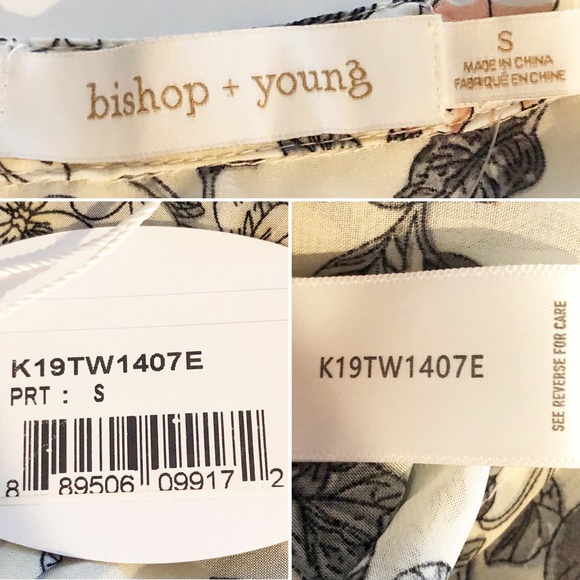 bishop + young
S
MADE IN CHINA
FABRIQUÉ EN CHINE
K19TW1407E
PRT : S
8 89506 09917 2
K19TW1407E
SEE REVERSE FOR CARE